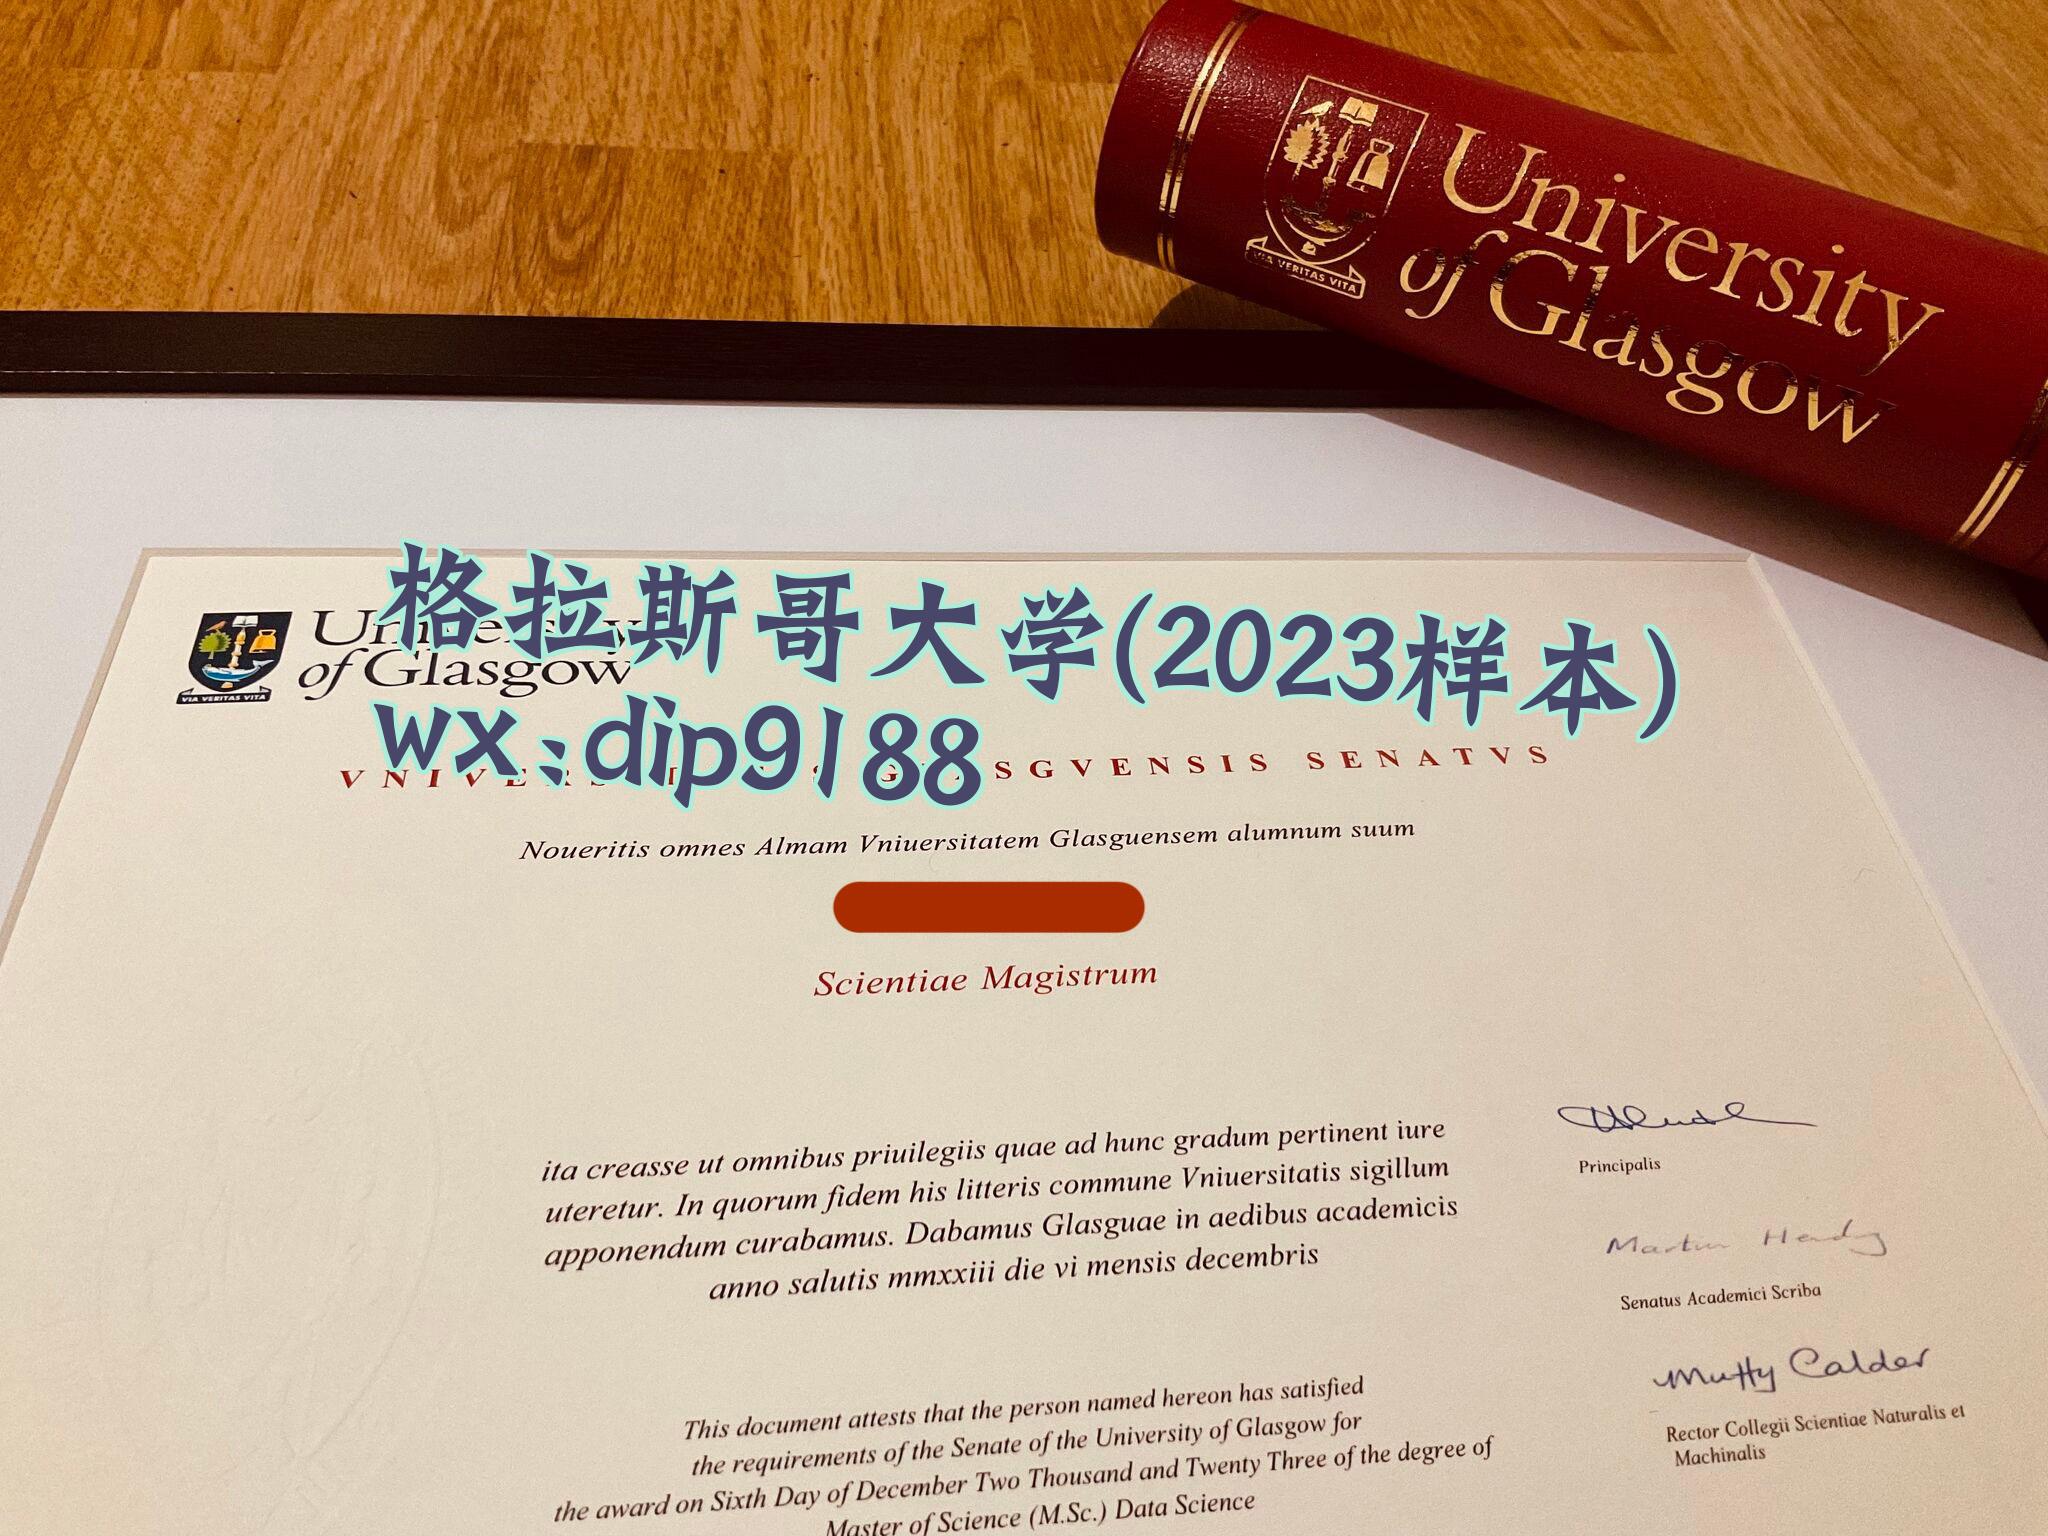 University
of Glasgow
VIA VERITAS VITA
格拉斯哥大学(2023样本)
wx:dip9188
University
of Glasgow
VIA VERITAS VITA
VNIVERSITATIS GLASGVENSIS SENATVS
Noueritis omnes Almam Vniuersitatem Glasguensem alumnum suum
Scientiae Magistrum
ita creasse ut omnibus priuilegiis quae ad hunc gradum pertinent iure
uteretur. In quorum fidem his litteris commune Vniuersitatis sigillum
apponendum curabamus. Dabamus Glasguae in aedibus academicis
anno salutis mmxxiii die vi mensis decembris
Principalis
Martin Hendry
Senatus Academici Scriba
Muffy Calder
Rector Collegii Scientiae Naturalis et
Machinalis
This document attests that the person named hereon has satisfied
the requirements of the Senate of the University of Glasgow for
the award on Sixth Day of December Two Thousand and Twenty Three of the degree of
Master of Science (M.Sc.) Data Science